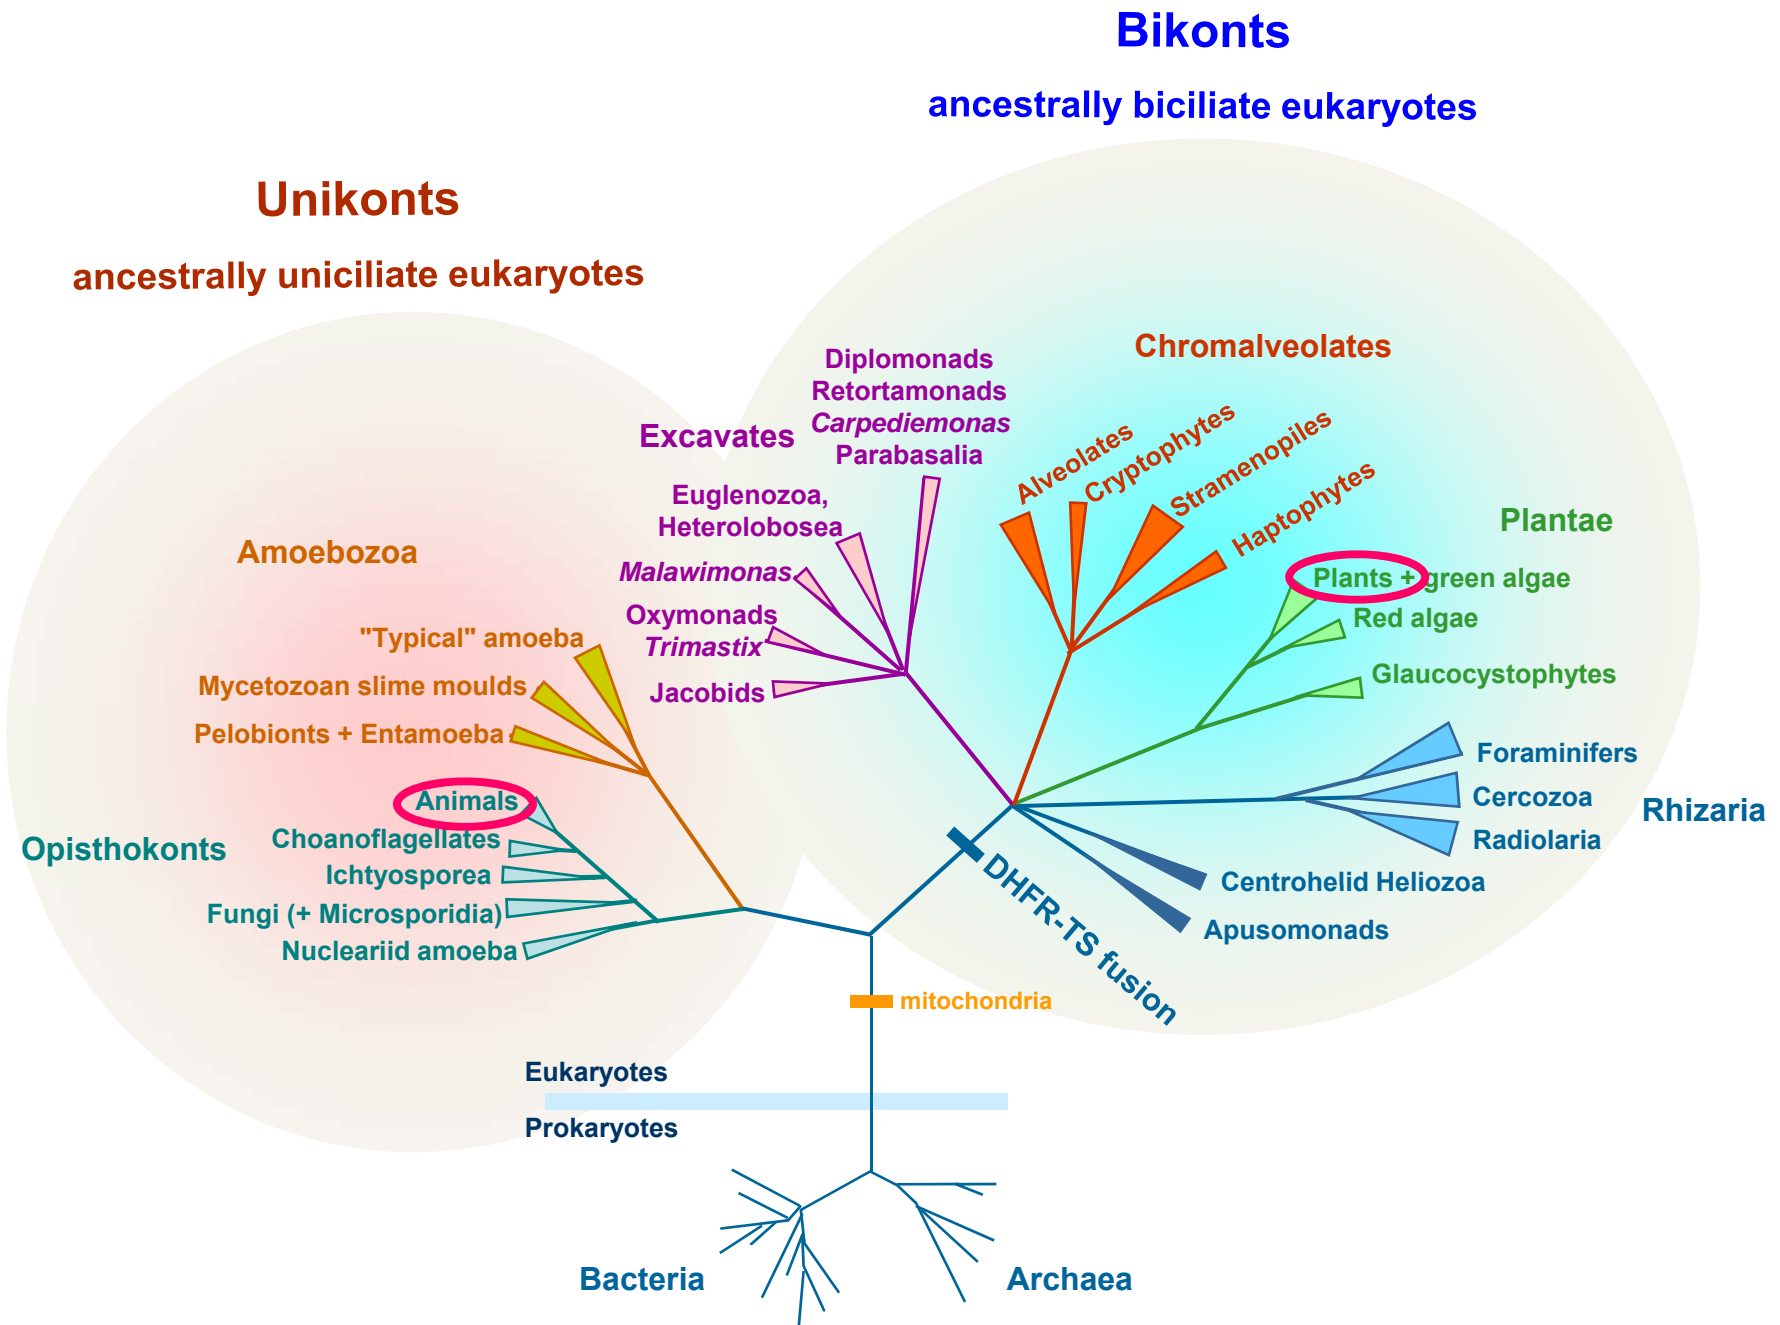 Bikonts
ancestrally biciliate eukaryotes
Unikonts
ancestrally uniciliate eukaryotes
Chromalveolates
Alveolates
Cryptophytes
Stramenopiles
Haptophytes
Diplomonads
Retortamonads
Carpediemonas
Parabasalia
Excavates
Euglenozoa,
Heterolobosea
Malawimonas
Oxymonads
Trimastix
Jacobids
Plantae
Plants + green algae
Red algae
Glaucocystophytes
Amoebozoa
"Typical" amoeba
Mycetozoan slime moulds
Pelobionts + Entamoeba
Opisthokonts
Animals
Choanoflagellates
Ichtyosporea
Fungi (+ Microsporidia)
Nucleariid amoeba
Rhizaria
Foraminifers
Cercozoa
Radiolaria
Centrohelid Heliozoa
Apusomonads
DHFR-TS fusion
mitochondria
Eukaryotes
Prokaryotes
Bacteria
Archaea